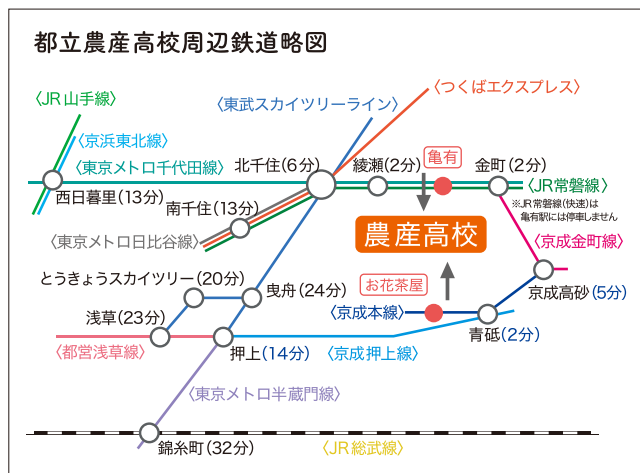 都立農産高校周辺鉄道略図
〈つくばエクスプレス〉
〈JR山手線〉
〈東武スカイツリーライン〉
〈京浜東北線〉
〈東京メトロ千代田線〉
北千住(6分)
綾瀬(2分)
亀有
金町(2分)
〈JR常磐線〉
西日暮里(13分)
南千住(13分)
※JR常磐線(快速)は
亀有駅には停車しません
〈東京メトロ日比谷線〉
農産高校
〈京成金町線〉
とうきょうスカイツリー(20分)
曳舟(24分)
お花茶屋
京成高砂(5分)
浅草(23分)
〈京成本線〉
青砥(2分)
〈都営浅草線〉
押上(14分)
〈京成押上線〉
〈東京メトロ半蔵門線〉
錦糸町(32分)
〈JR総武線〉